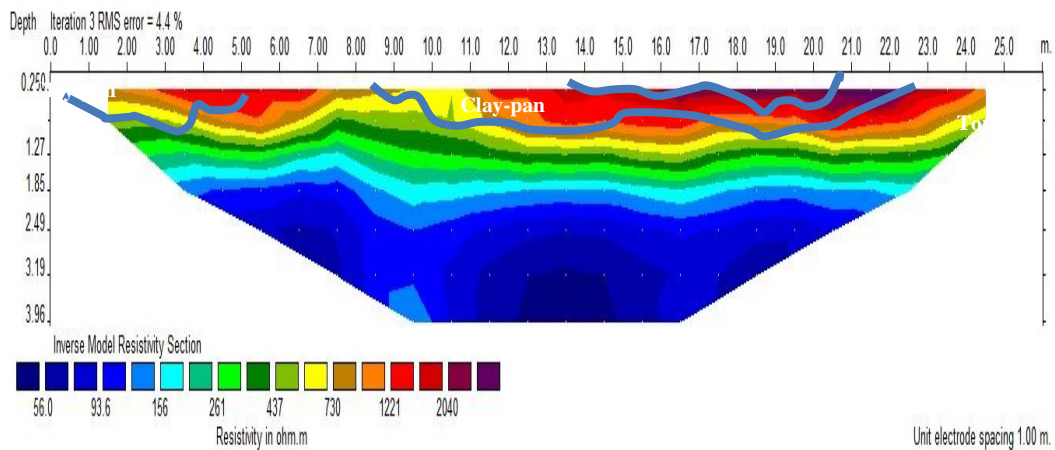 Depth Iteration 3 RMS error = 4.4 %
0.0 1.00 2.00 3.00 4.00 5.00 7.00 8.00 9.00 10.0 11.0 12.0 13.0 14.0 15.0 16.0 17.0 18.0 19.0 20.0 21.0 22.0 23.0 24.0 25.0 m.
0.250
Clay-pan
To
1.27
1.85
2.49
3.19
3.96
Inverse Model Resistivity Section
56.0 93.6 156 261 437 730 1221 2040
Resistivity in ohm.m
Unit electrode spacing 1.00 m.